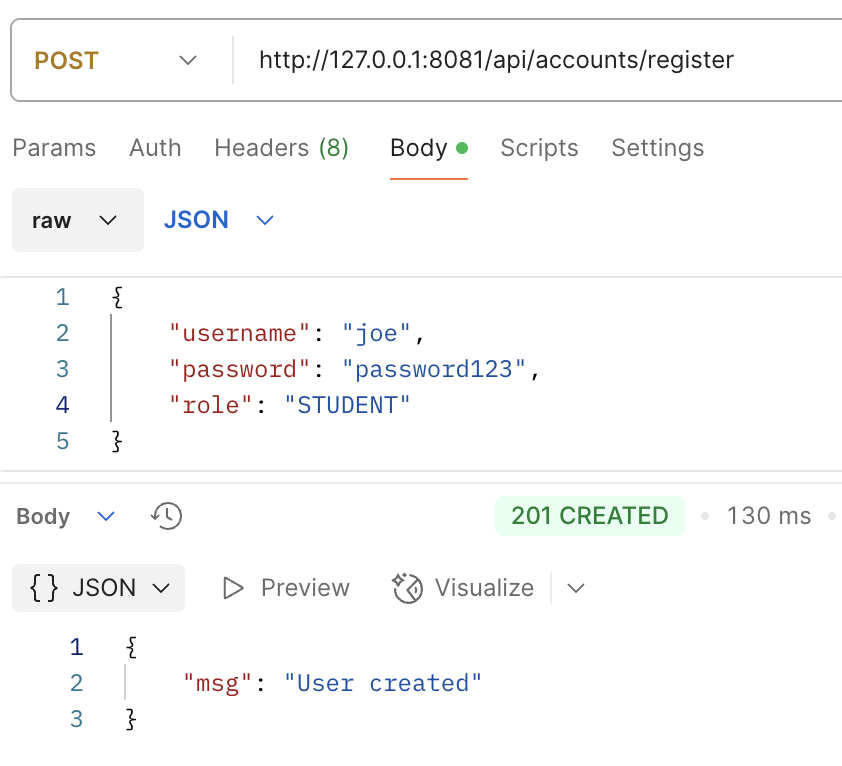 POST http://127.0.0.1:8081/api/accounts/register
Params Auth Headers (8) Body Scripts Settings
raw JSON
1 {
2 "username": "joe",
3 "password": "password123",
4 "role": "STUDENT"
5 }
Body 201 CREATED 130 ms
{} JSON Preview Visualize
1 {
2 "msg": "User created"
3 }